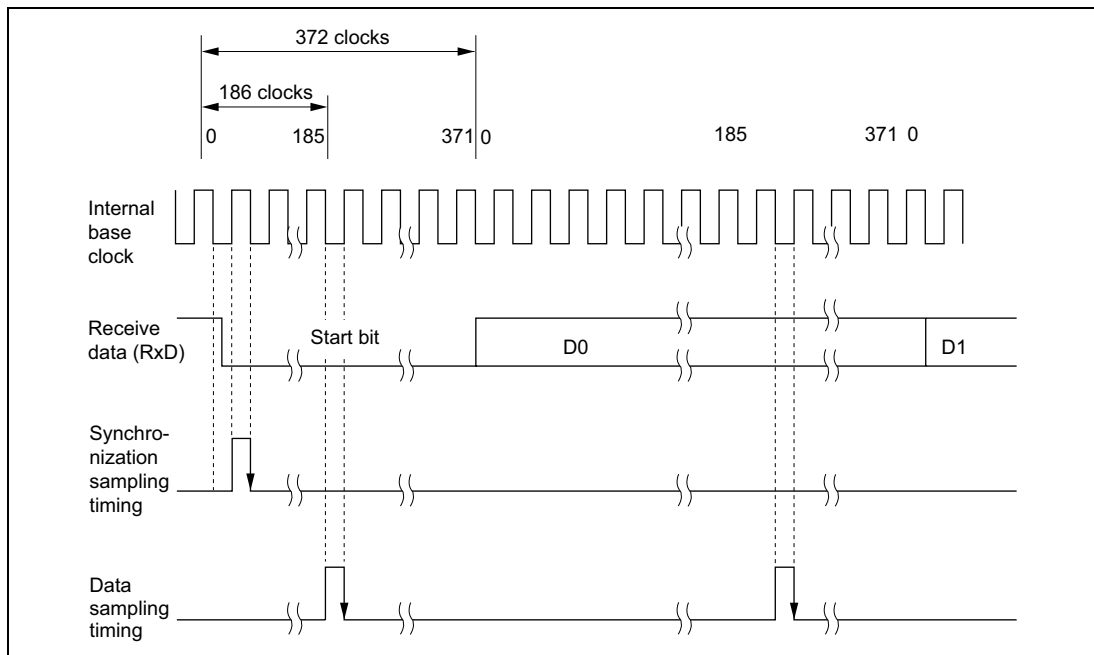 372 clocks
186 clocks
0 185 371 0 185 371 0
Internal
base
clock
Receive
data (RxD)
Start bit
D0
D1
Synchro-
nization
sampling
timing
Data
sampling
timing